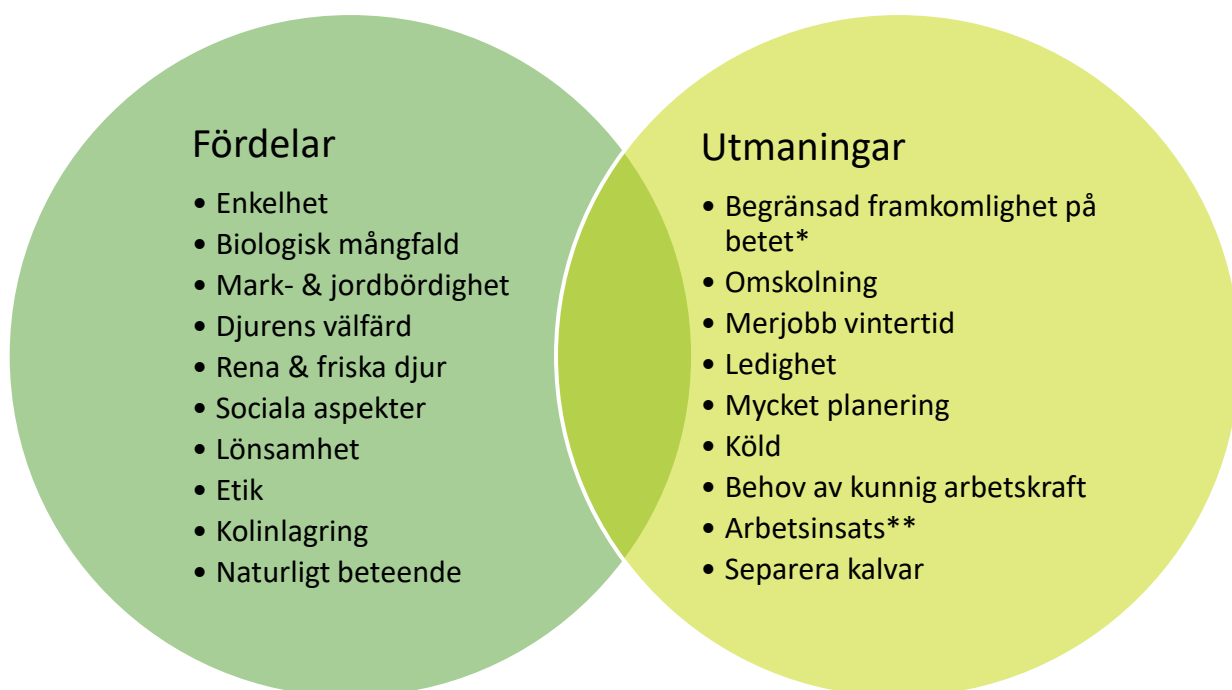 Fördelar
• Enkelhet
• Biologisk mångfald
• Mark- & jordbördighet
• Djurens välfärd
• Rena & friska djur
• Sociala aspekter
• Lönsamhet
• Etik
• Kolinlagring
• Naturligt beteende
Utmaningar
• Begränsad framkomlighet på
betet*
• Omskolning
• Merjobb vintertid
• Ledighet
• Mycket planering
• Köld
• Behov av kunnig arbetskraft
• Arbetsinsats**
• Separera kalvar